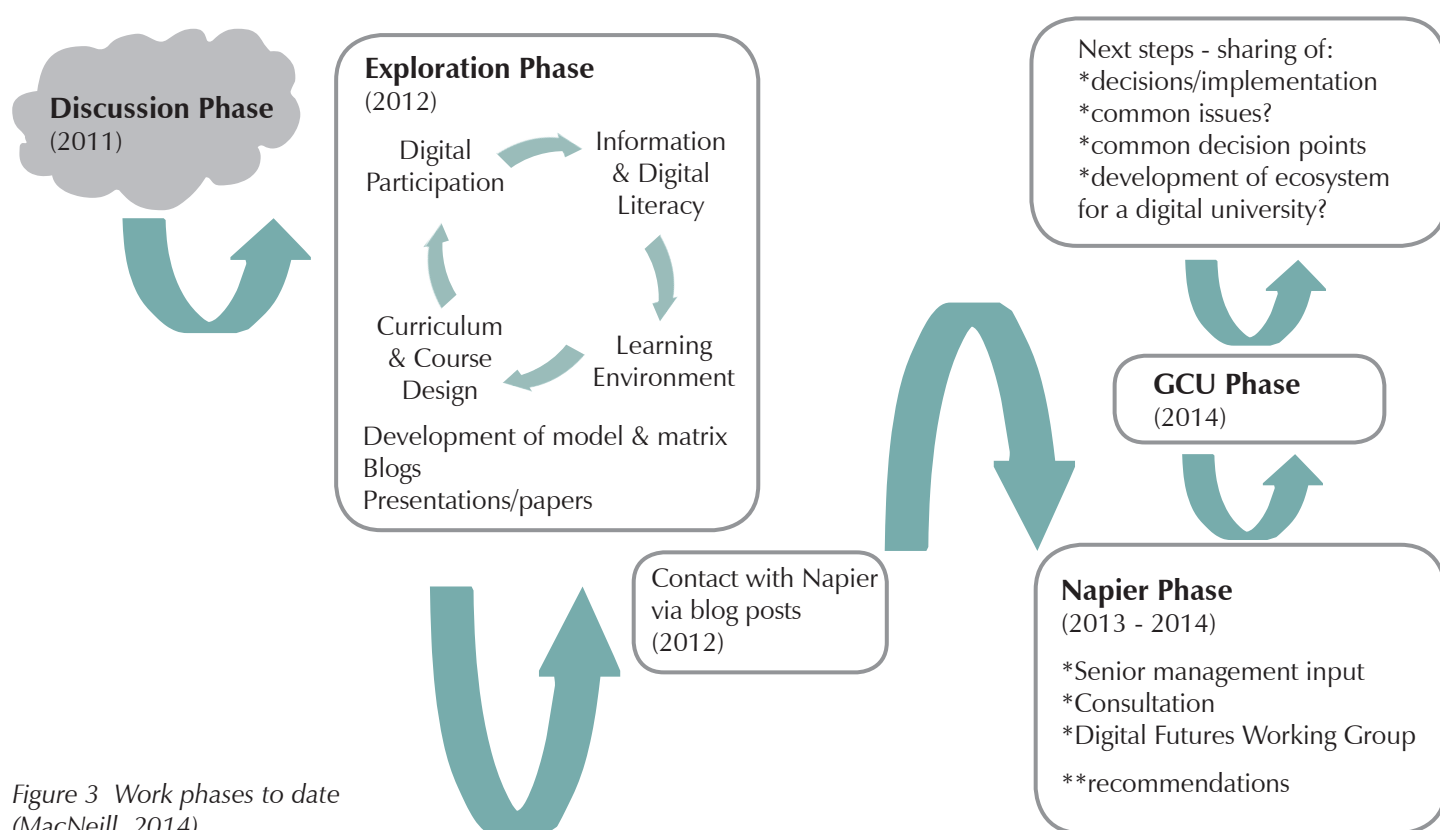 Discussion Phase
(2011)
Exploration Phase
(2012)
Digital
Participation
Information
& Digital
Literacy
Learning
Environment
Curriculum
& Course
Design
Development of model & matrix
Blogs
Presentations/papers
Contact with Napier
via blog posts
(2012)
Napier Phase
(2013 - 2014)
*Senior management input
*Consultation
*Digital Futures Working Group
**recommendations
GCU Phase
(2014)
Next steps - sharing of:
*decisions/implementation
*common issues?
*common decision points
*development of ecosystem
for a digital university?
Figure 3 Work phases to date
(MacNeill, 2014)